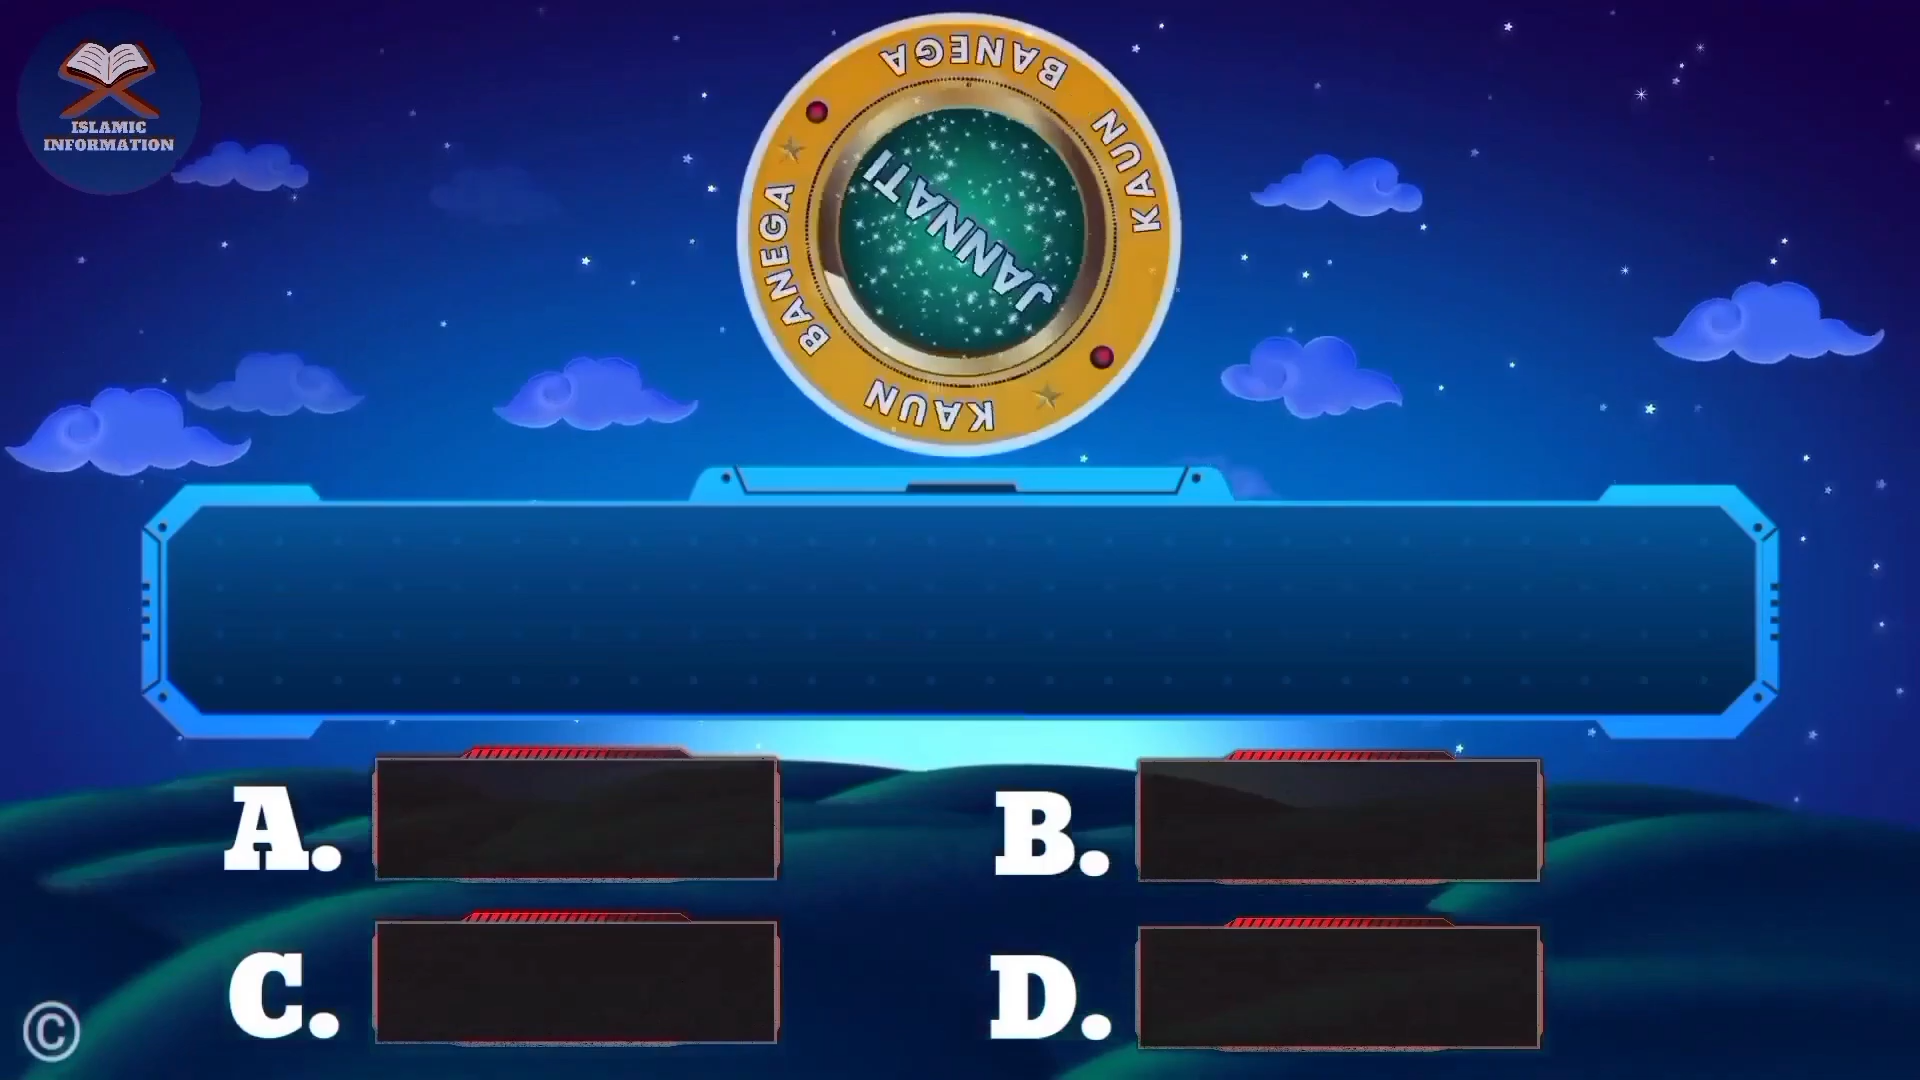 ISLAMIC
INFORMATION
KAUN BANEGA
JANNATI
KAUN BANEGA
A.
B.
C.
D.
©